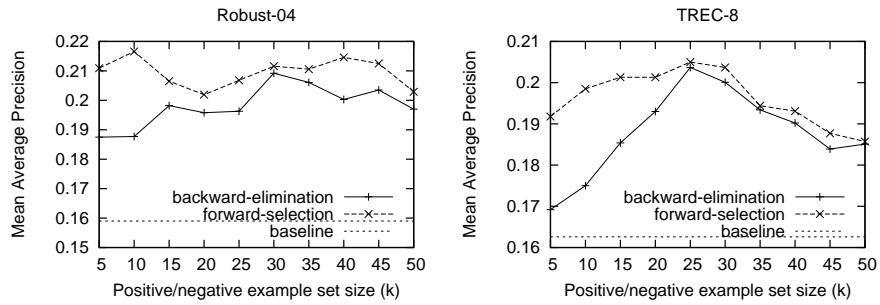 Robust-04
Mean Average Precision
0.22
0.21
0.2
0.19
0.18
0.17
0.16
0.15
backward-elimination
forward-selection
baseline
5 10 15 20 25 30 35 40 45 50
Positive/negative example set size (k)
TREC-8
Mean Average Precision
0.21
0.2
0.19
0.18
0.17
0.16
backward-elimination
forward-selection
baseline
5 10 15 20 25 30 35 40 45 50
Positive/negative example set size (k)